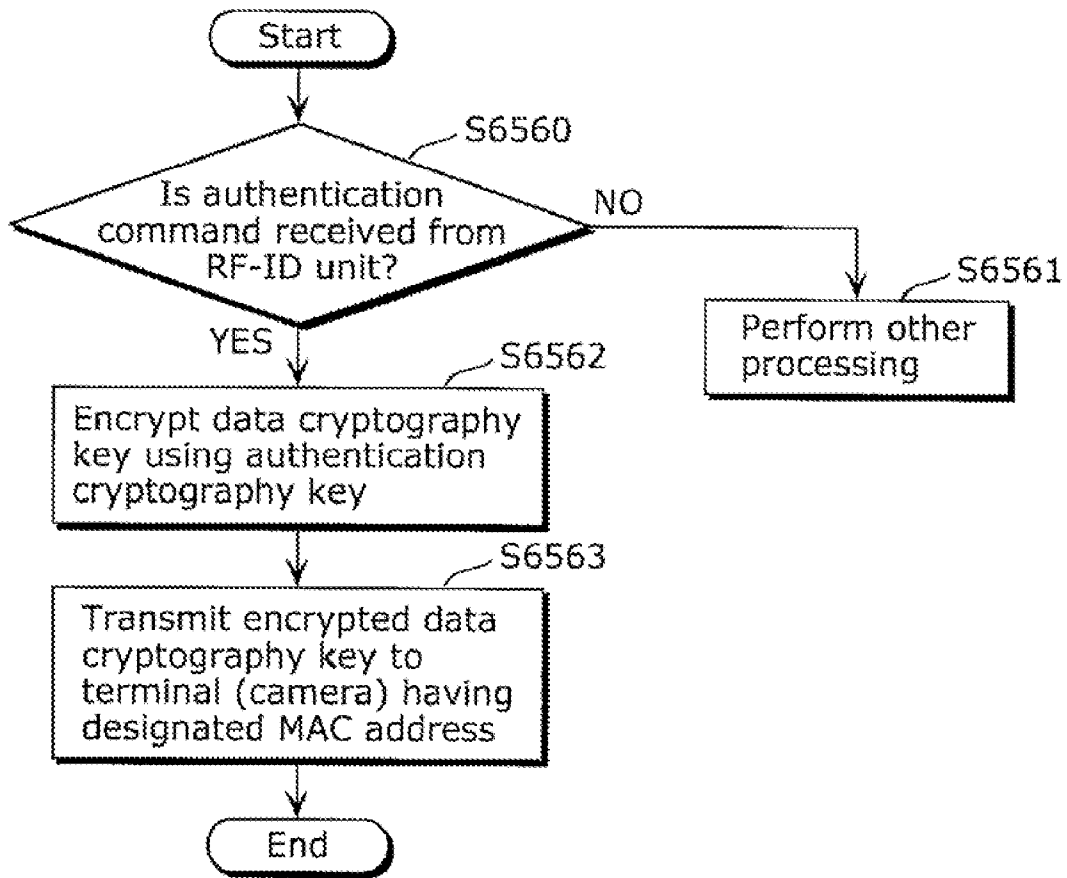 Start
S6560
Is authentication
command received from
RF-ID unit?
NO
S6561
Perform other
processing
YES
S6562
Encrypt data cryptography
key using authentication
cryptography key
S6563
Transmit encrypted data
cryptography key to
terminal (camera) having
designated MAC address
End